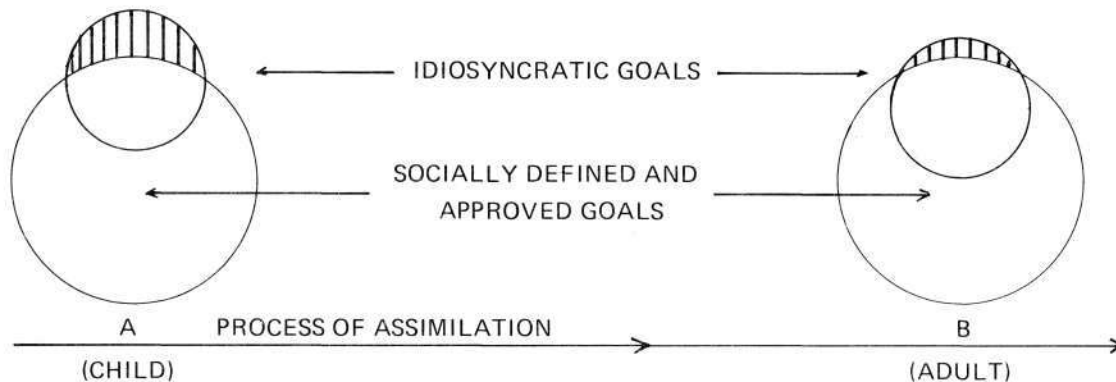 IDIOSYNCRATIC GOALS
SOCIALLY DEFINED AND
APPROVED GOALS
A
PROCESS OF ASSIMILATION
B
(CHILD)
(ADULT)